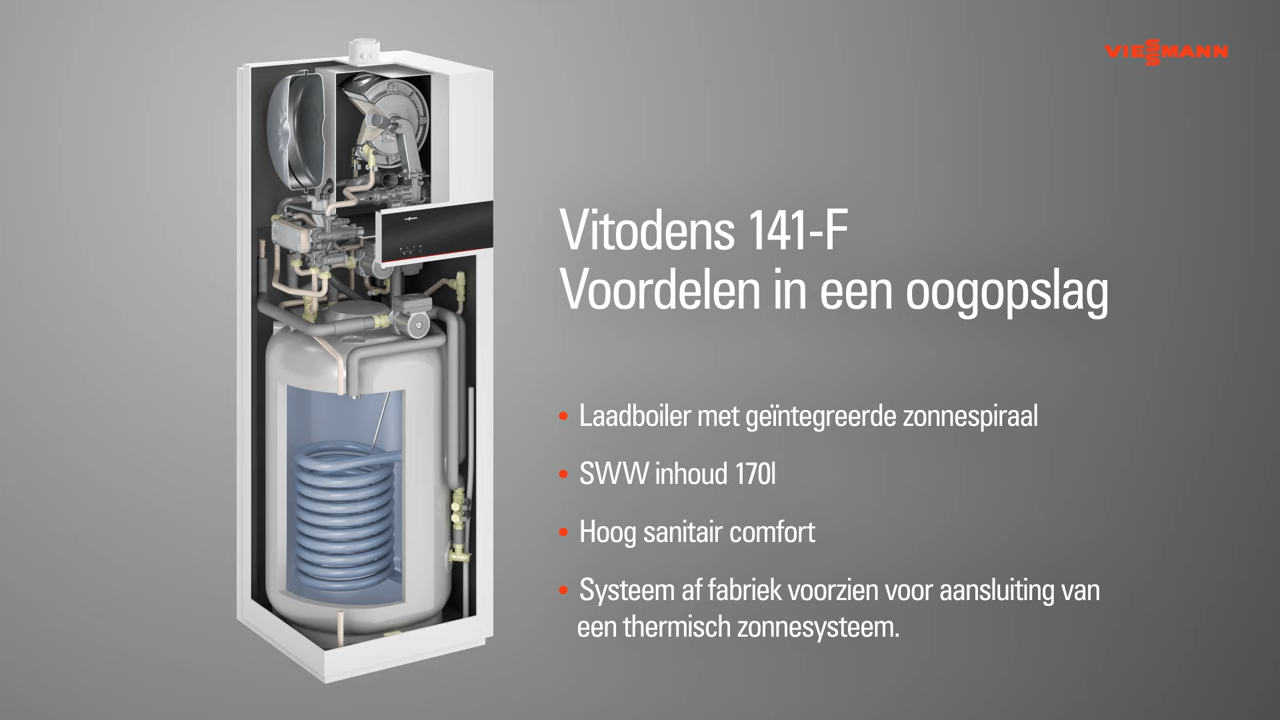 VIESMANN
Vitodens 141-F
Voordelen in een oogopslag
• Laadboiler met geïntegreerde zonnespiraal
• SWW inhoud 170l
• Hoog sanitair comfort
• Systeem af fabriek voorzien voor aansluiting van
een thermisch zonnesysteem.